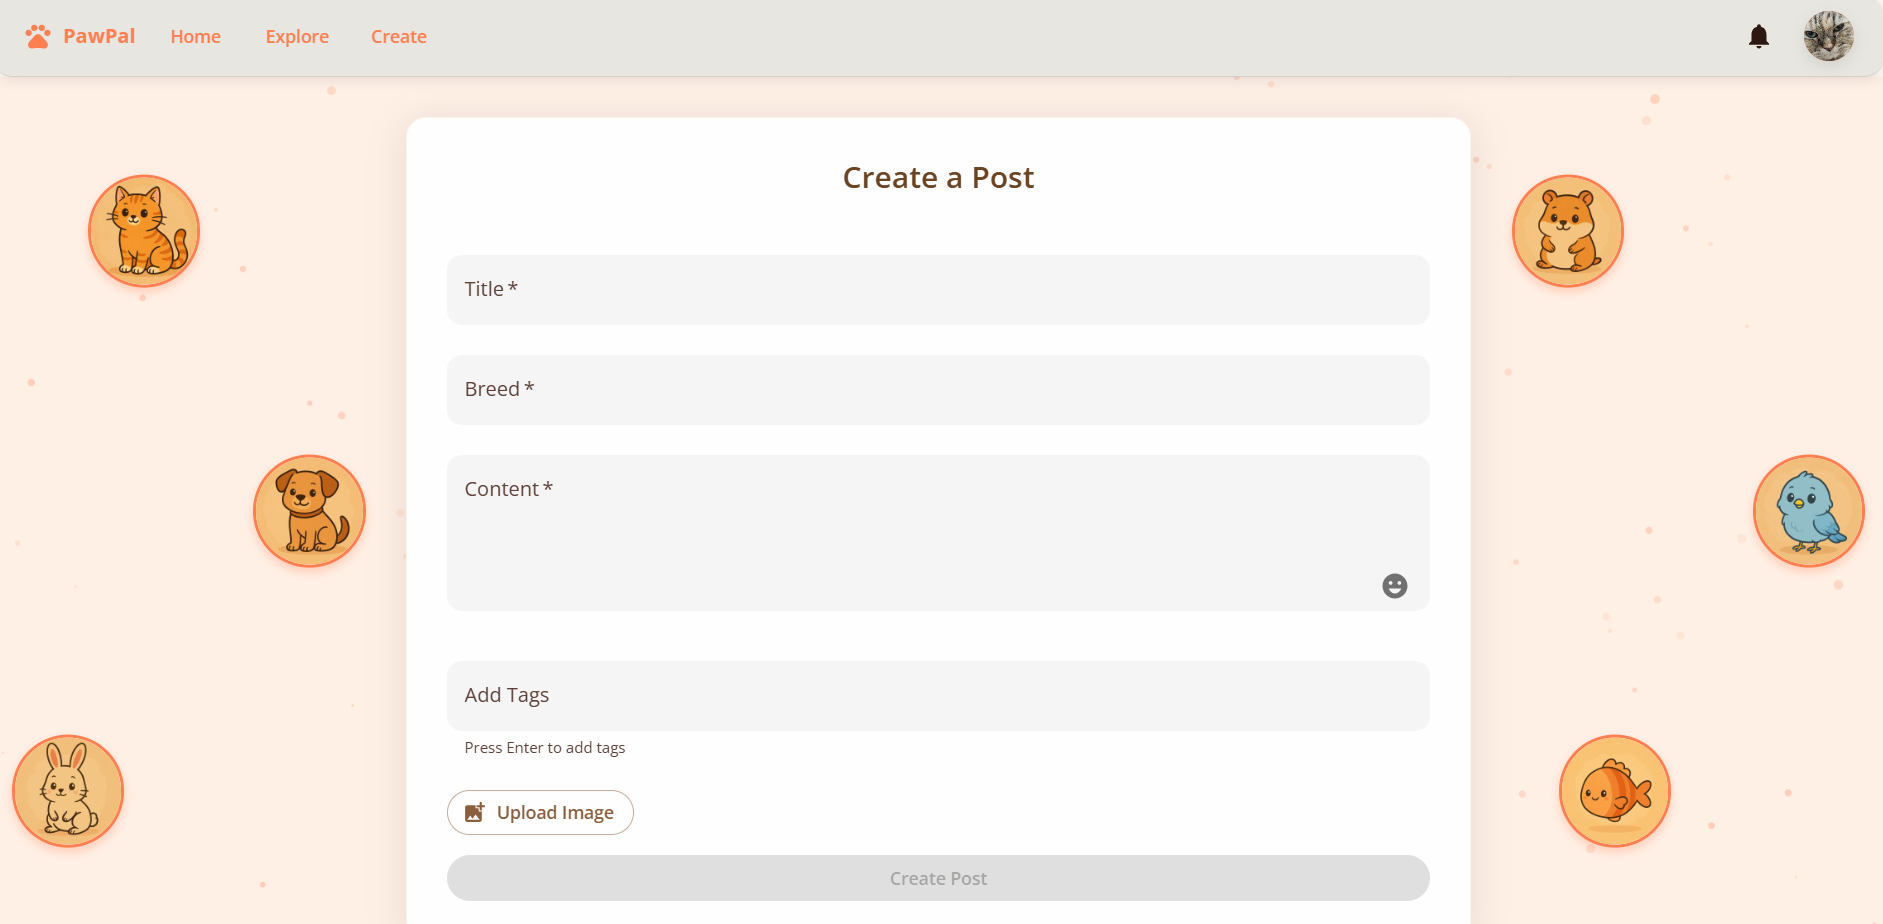 PawPal Home Explore Create
Create a Post
Title *
Breed *
Content *
Add Tags
Press Enter to add tags
Upload Image
Create Post